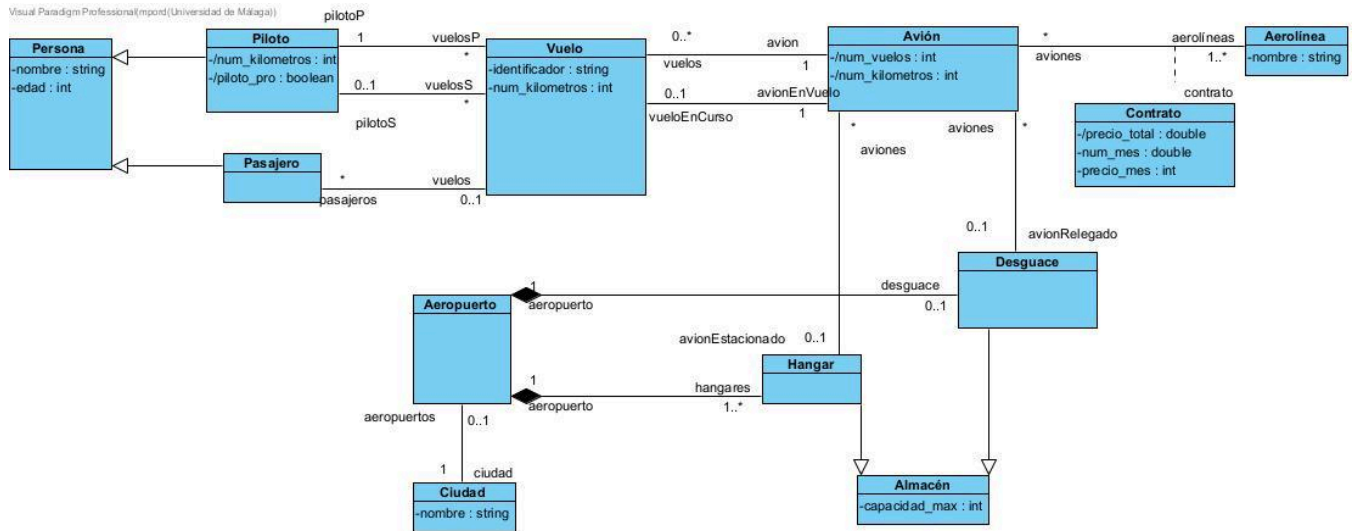 Visual Paradigm Professional(mpord(Universidad de Málaga))
Persona
-nombre : string
-edad : int
pilotoP
1
vuelosP
*
Piloto
-/num_kilometros : int
-/piloto_pro : boolean
0..1
vuelosS
*
pilotoS
Pasajero
*
pasajeros
vuelos
0..1
Vuelo
-identificador : string
-num_kilometros : int
0..*
vuelos
avion
1
0..1
vueloEnCurso
avionEnVuelo
1
Avión
-/num_vuelos : int
-/num_kilometros : int
*
aviones
aerolíneas
1..*
Aerolínea
-nombre : string
contrato
Contrato
-/precio_total : double
-num_mes : double
-precio_mes : int
*
aviones
aviones
*
0..1
avionRelegado
Desguace
1
aeropuerto
desguace
0..1
Aeropuerto
avionEstacionado
0..1
Hangar
1
aeropuerto
hangares
1..*
aeropuertos
0..1
1
ciudad
Ciudad
-nombre : string
Almacén
-capacidad_max : int